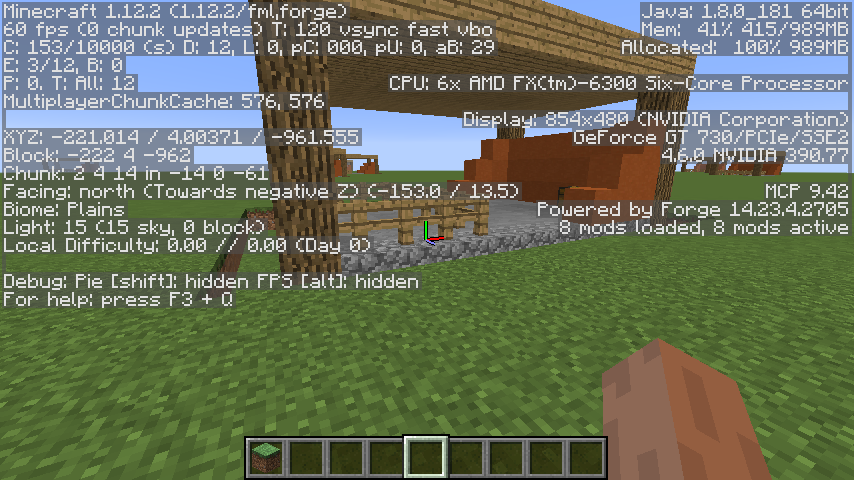 Minecraft 1.12.2 (1.12.2/fml,forge)
60 fps (0 chunk updates) T: 120 vsync fast vbo
C: 153/10000 (s) D: 12, L: 0, pC: 000, pU: 0, aB: 29
E: 3/12, B: 0
P: 0. T: All: 12
MultiplayerChunkCache: 576, 576
XYZ: -221.014 / 4.00371 / -961.555
Block: -222 4 -962
Chunk: 2 4 14 in -14 0 -61
Facing: north (Towards negative Z) (-153.0 / 13.5)
Biome: Plains
Light: 15 (15 sky, 0 block)
Local Difficulty: 0.00 // 0.00 (Day 0)
Debug: Pie [shift]: hidden FPS [alt]: hidden
For help: press F3 + Q
Java: 1.8.0_181 64bit
Mem: 41% 415/989MB
Allocated: 100% 989MB
CPU: 6x AMD FX(tm)-6300 Six-Core Processor
Display: 854x480 (NVIDIA Corporation)
GeForce GT 730/PCIe/SSE2
4.6.0 NVIDIA 390.77
MCP 9.42
Powered by Forge 14.23.4.2705
8 mods loaded, 8 mods active